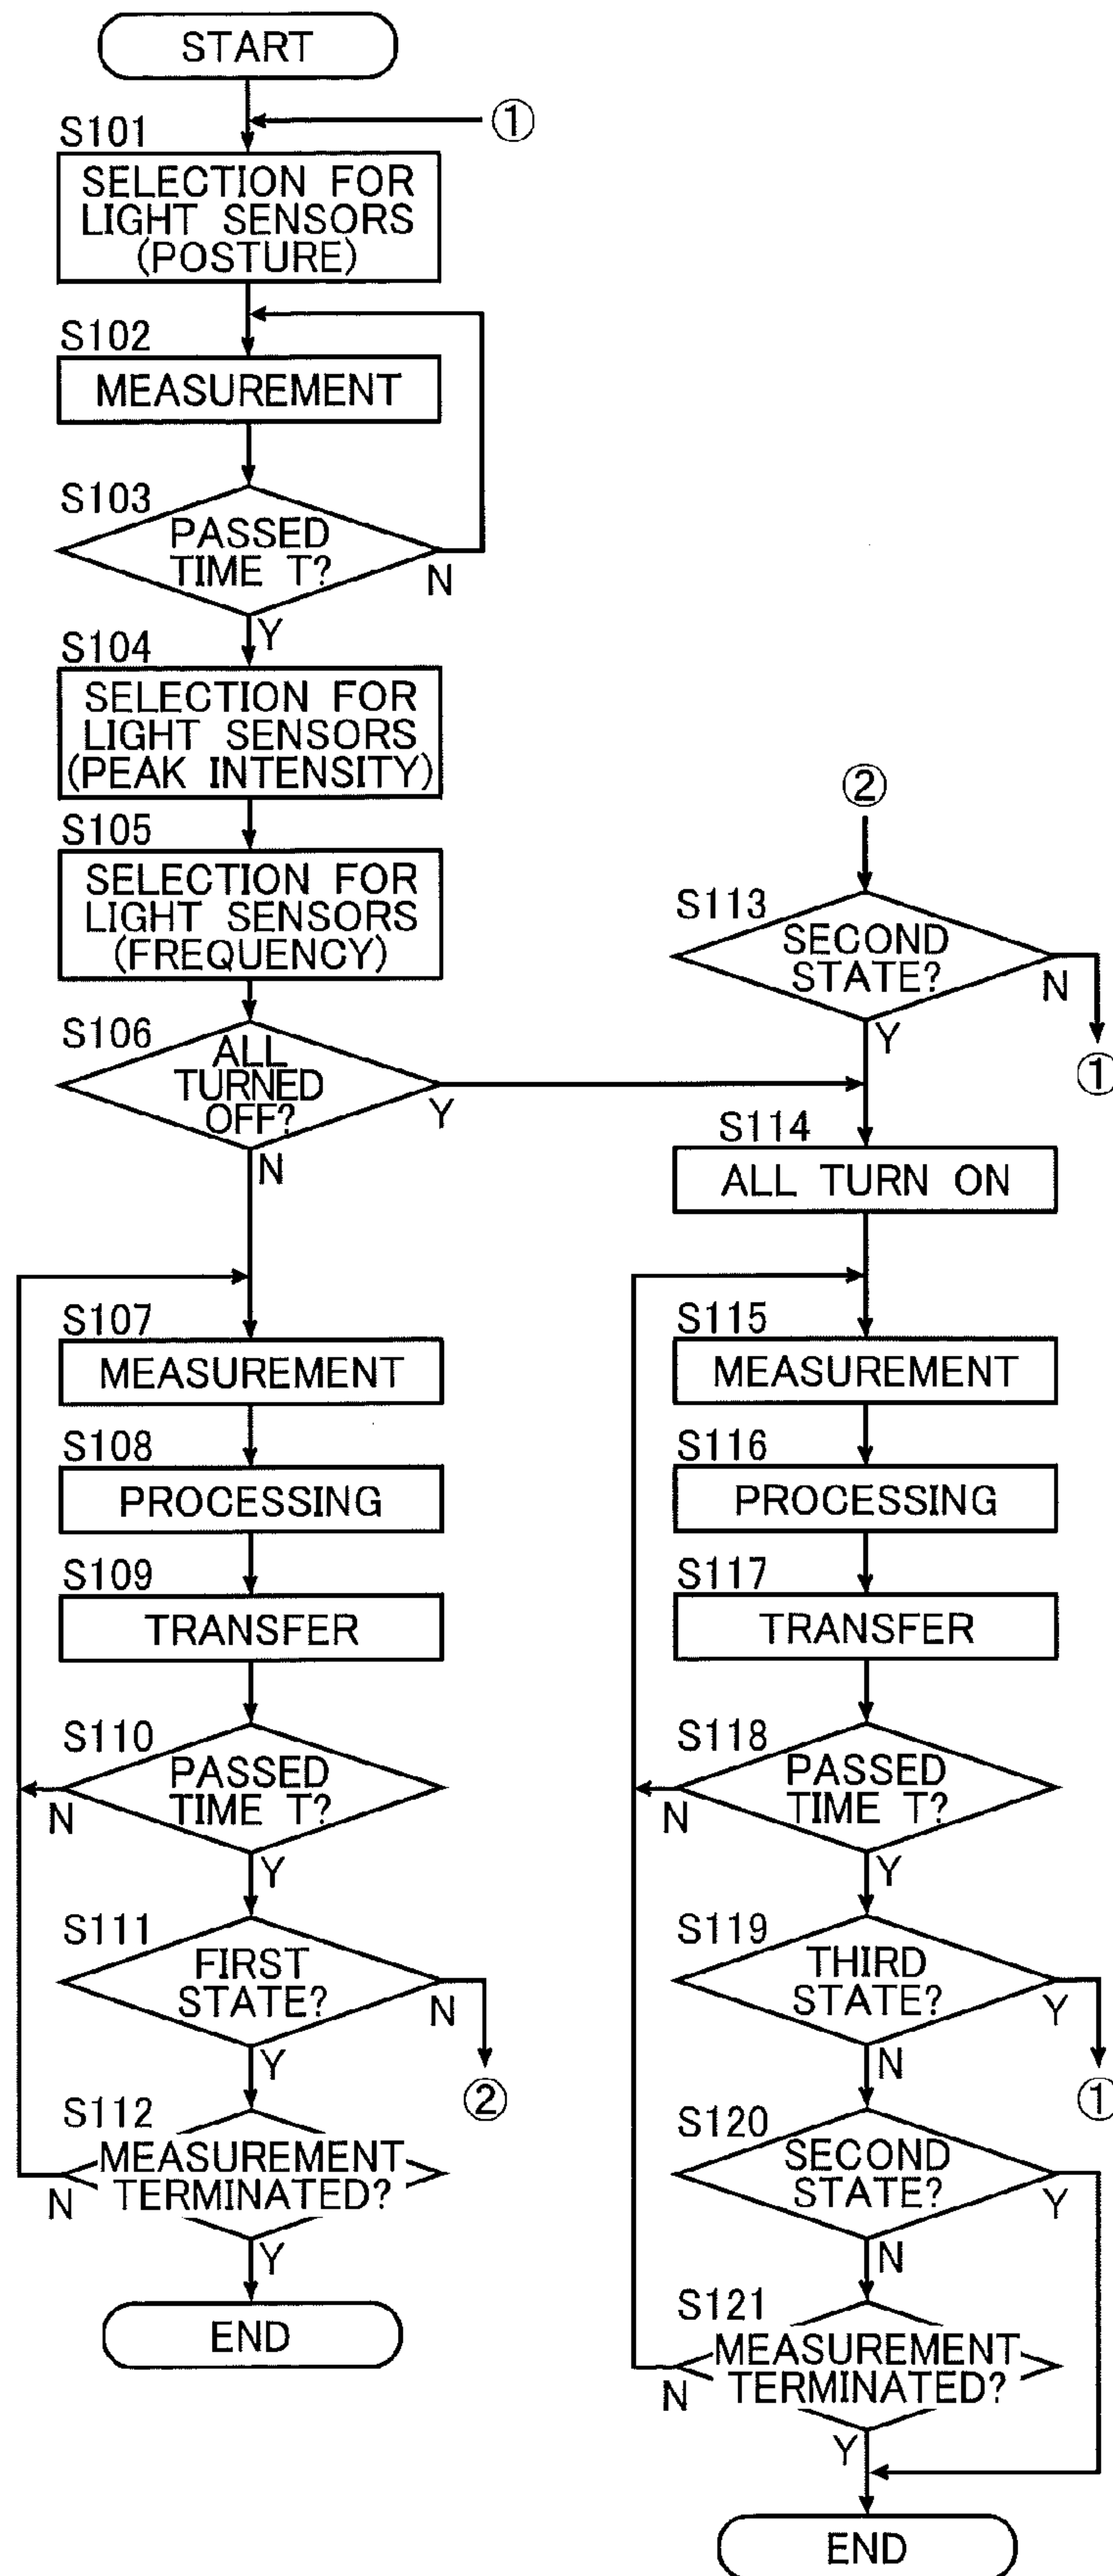 START
①
S101
SELECTION FOR
LIGHT SENSORS
(POSTURE)
S102
MEASUREMENT
S103
PASSED
TIME T?
N
Y
S104
SELECTION FOR
LIGHT SENSORS
(PEAK INTENSITY)
S105
SELECTION FOR
LIGHT SENSORS
(FREQUENCY)
S106
ALL
TURNED
OFF?
Y
N
S107
MEASUREMENT
S108
PROCESSING
S109
TRANSFER
S110
PASSED
TIME T?
N
Y
S111
FIRST
STATE?
N
Y
②
S112
MEASUREMENT
TERMINATED?
N
Y
END
②
S113
SECOND
STATE?
N
Y
①
S114
ALL TURN ON
S115
MEASUREMENT
S116
PROCESSING
S117
TRANSFER
S118
PASSED
TIME T?
N
Y
S119
THIRD
STATE?
Y
N
①
S120
SECOND
STATE?
Y
N
S121
MEASUREMENT
TERMINATED?
N
Y
END